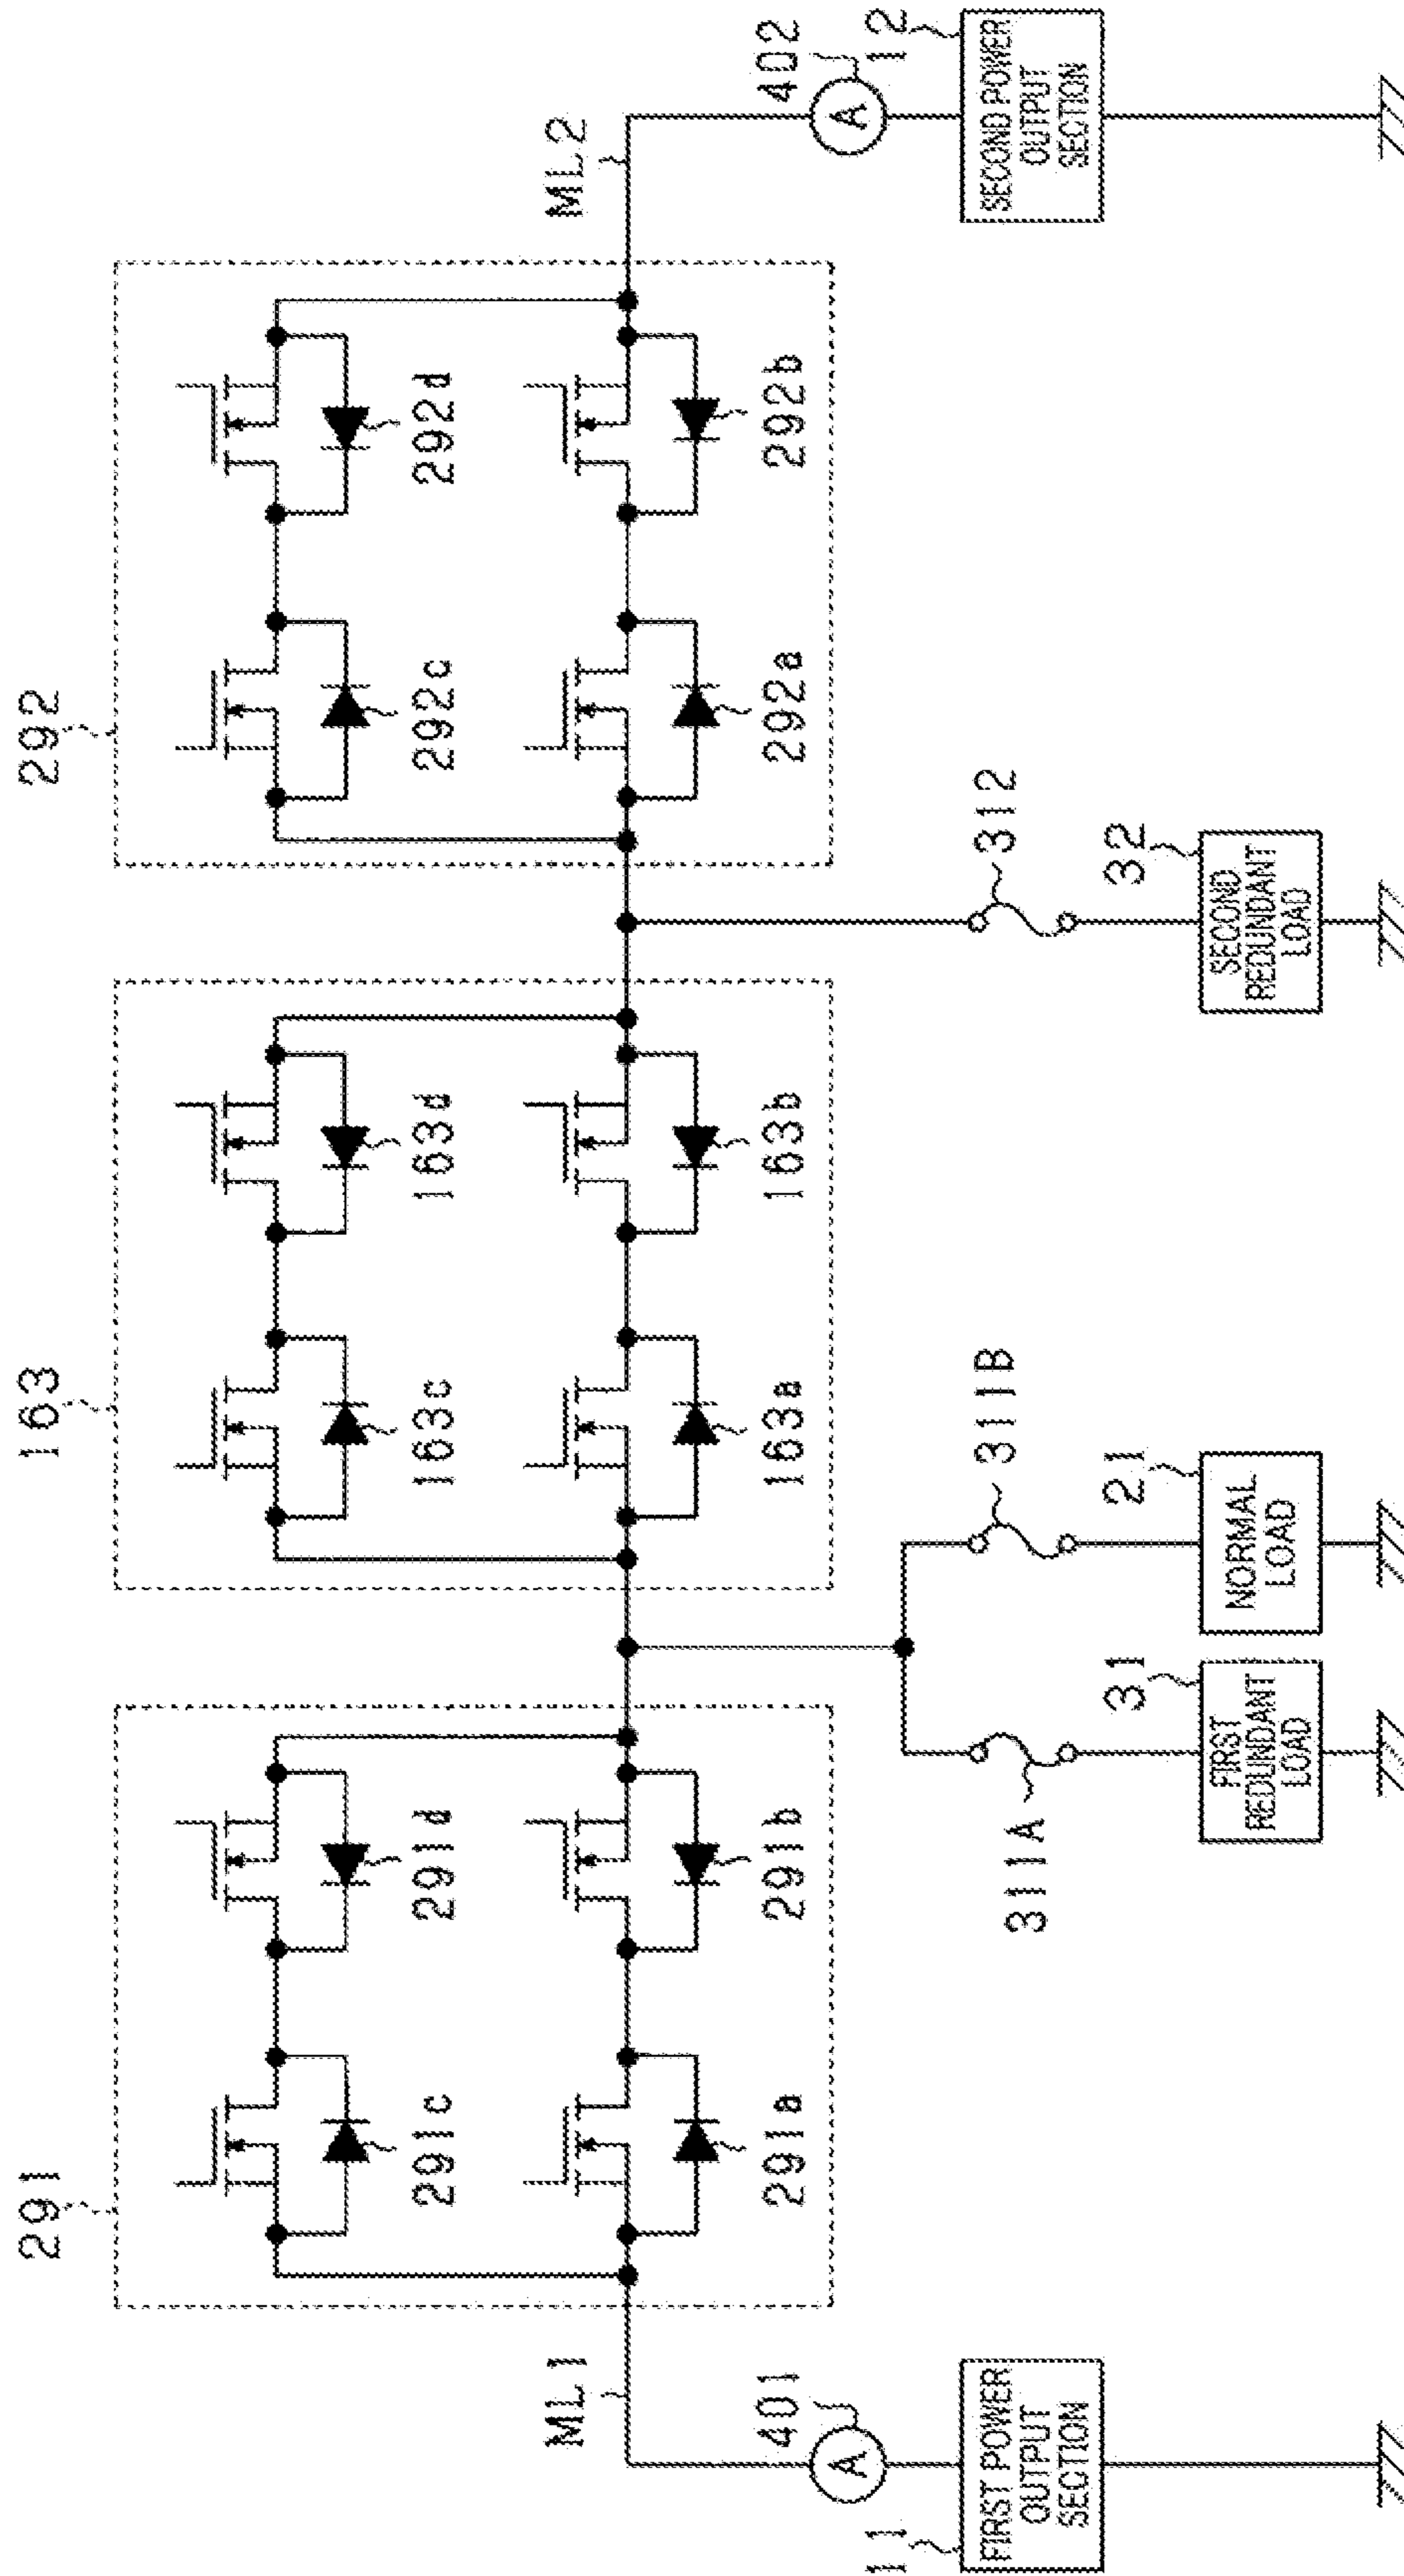 291
163
292
291c
291d
163c
163d
292c
292d
291a
291b
163a
163b
292a
292b
ML1
ML2
401
A
402
A
11
FIRST POWER
OUTPUT
SECTION
311A
311B
312
12
SECOND POWER
OUTPUT
SECTION
31
FIRST
REDUNDANT
LOAD
21
NORMAL
LOAD
32
SECOND
REDUNDANT
LOAD